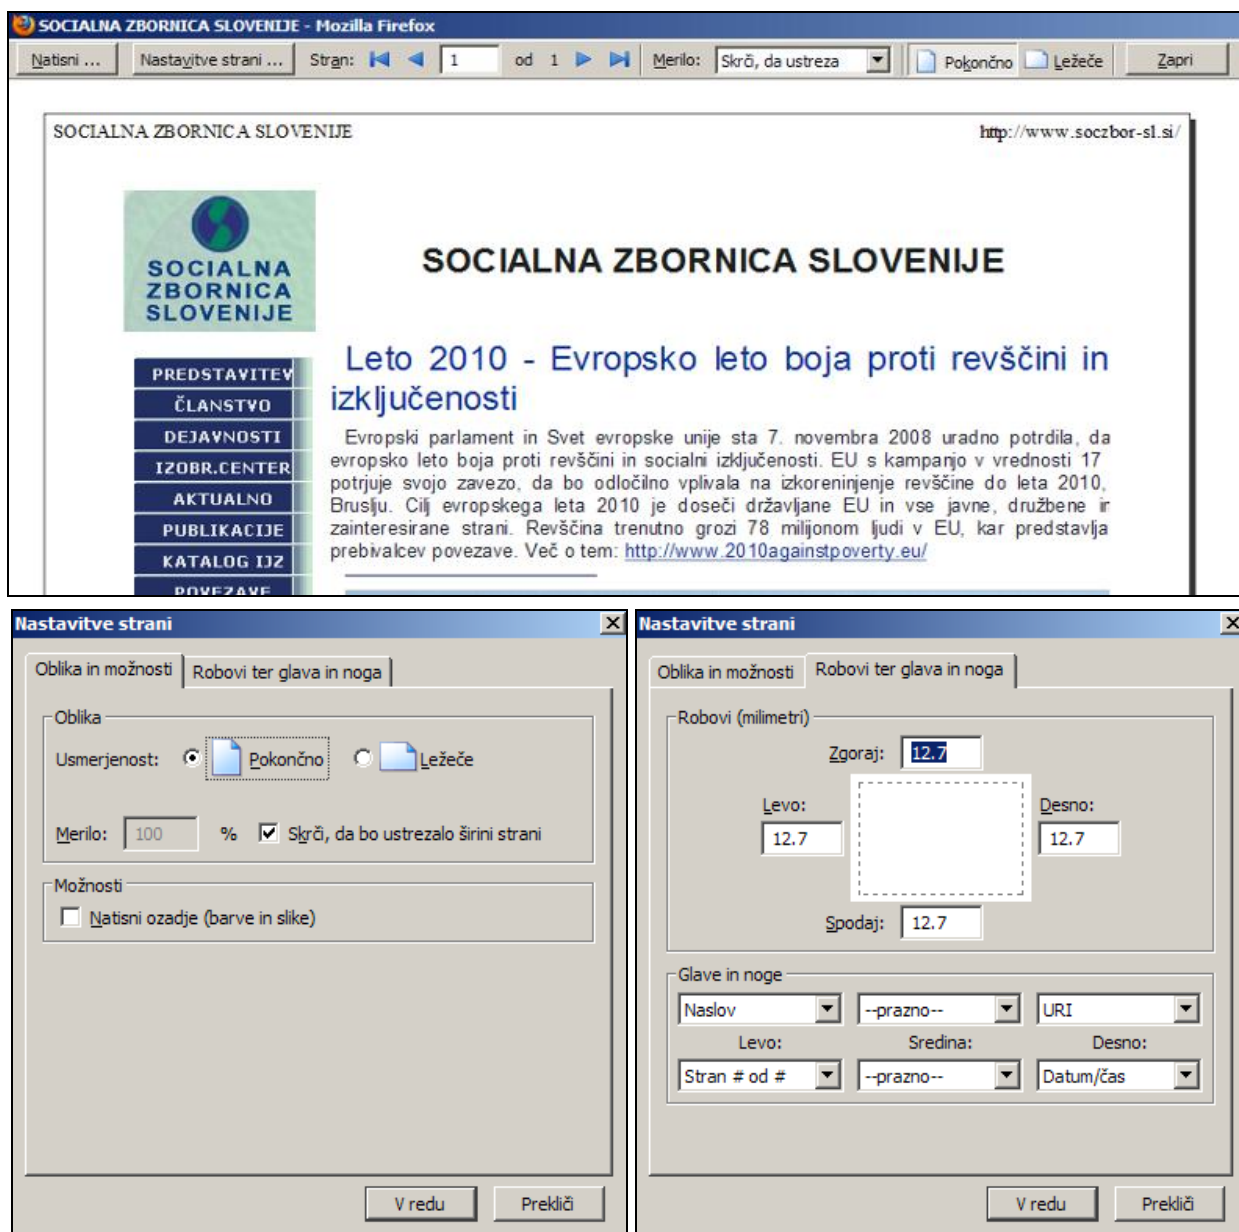 SOCIALNA ZBORNICA SLOVENIJE - Mozilla Firefox
Natisni ... Nastavitve strani ... Stran: 1 od 1 Merilo: Skrči, da ustreza Pokončno Ležeče Zapri
SOCIALNA ZBORNICA SLOVENIJE http://www.soczbor-sl.si/
SOCIALNA
ZBORNICA
SLOVENIJE
SOCIALNA ZBORNICA SLOVENIJE
PREDSTAVITEV
ČLANSTVO
DEJAVNOSTI
IZOBR.CENTER
AKTUALNO
PUBLIKACIJE
KATALOG IJZ
POVEZAVE
Leto 2010 - Evropsko leto boja proti revščini in
izključenosti
Evropski parlament in Svet evropske unije sta 7. novembra 2008 uradno potrdila, da
evropsko leto boja proti revščini in socialni izključenosti. EU s kampanjo v vrednosti 17
potrjuje svojo zavezo, da bo odločilno vplivala na izkoreninjenje revščine do leta 2010,
Bruslju. Cilj evropskega leta 2010 je doseči državljane EU in vse javne, družbene in
zainteresirane strani. Revščina trenutno grozi 78 milijonom ljudi v EU, kar predstavlja
prebivalcev povezave. Več o tem: http://www.2010againstpoverty.eu/
Nastavitve strani
Oblika in možnosti Robovi ter glava in noga
Oblika
Usmerjenost: Pokončno Ležeče
Merilo: 100 % Skrči, da bo ustrezalo širini strani
Možnosti
Natisni ozadje (barve in slike)
V redu Prekliči
Nastavitve strani
Oblika in možnosti Robovi ter glava in noga
Robovi (milimetri)
Zgoraj: 12.7
Levo: Desno:
12.7 12.7
Spodaj: 12.7
Glave in noge
Naslov --prazno-- URI
Levo: Sredina: Desno:
Stran # od # --prazno-- Datum/čas
V redu Prekliči